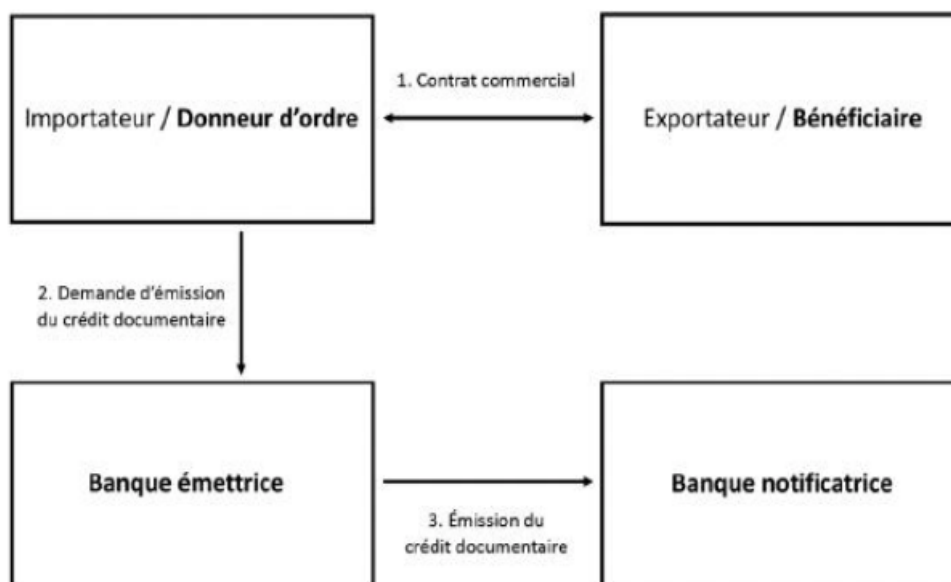 1. Contrat commercial
Importateur / Donneur d'ordre
Exportateur / Bénéficiaire
2. Demande d'émission
du crédit documentaire
Banque émettrice
Banque notificatrice
3. Émission du
crédit documentaire